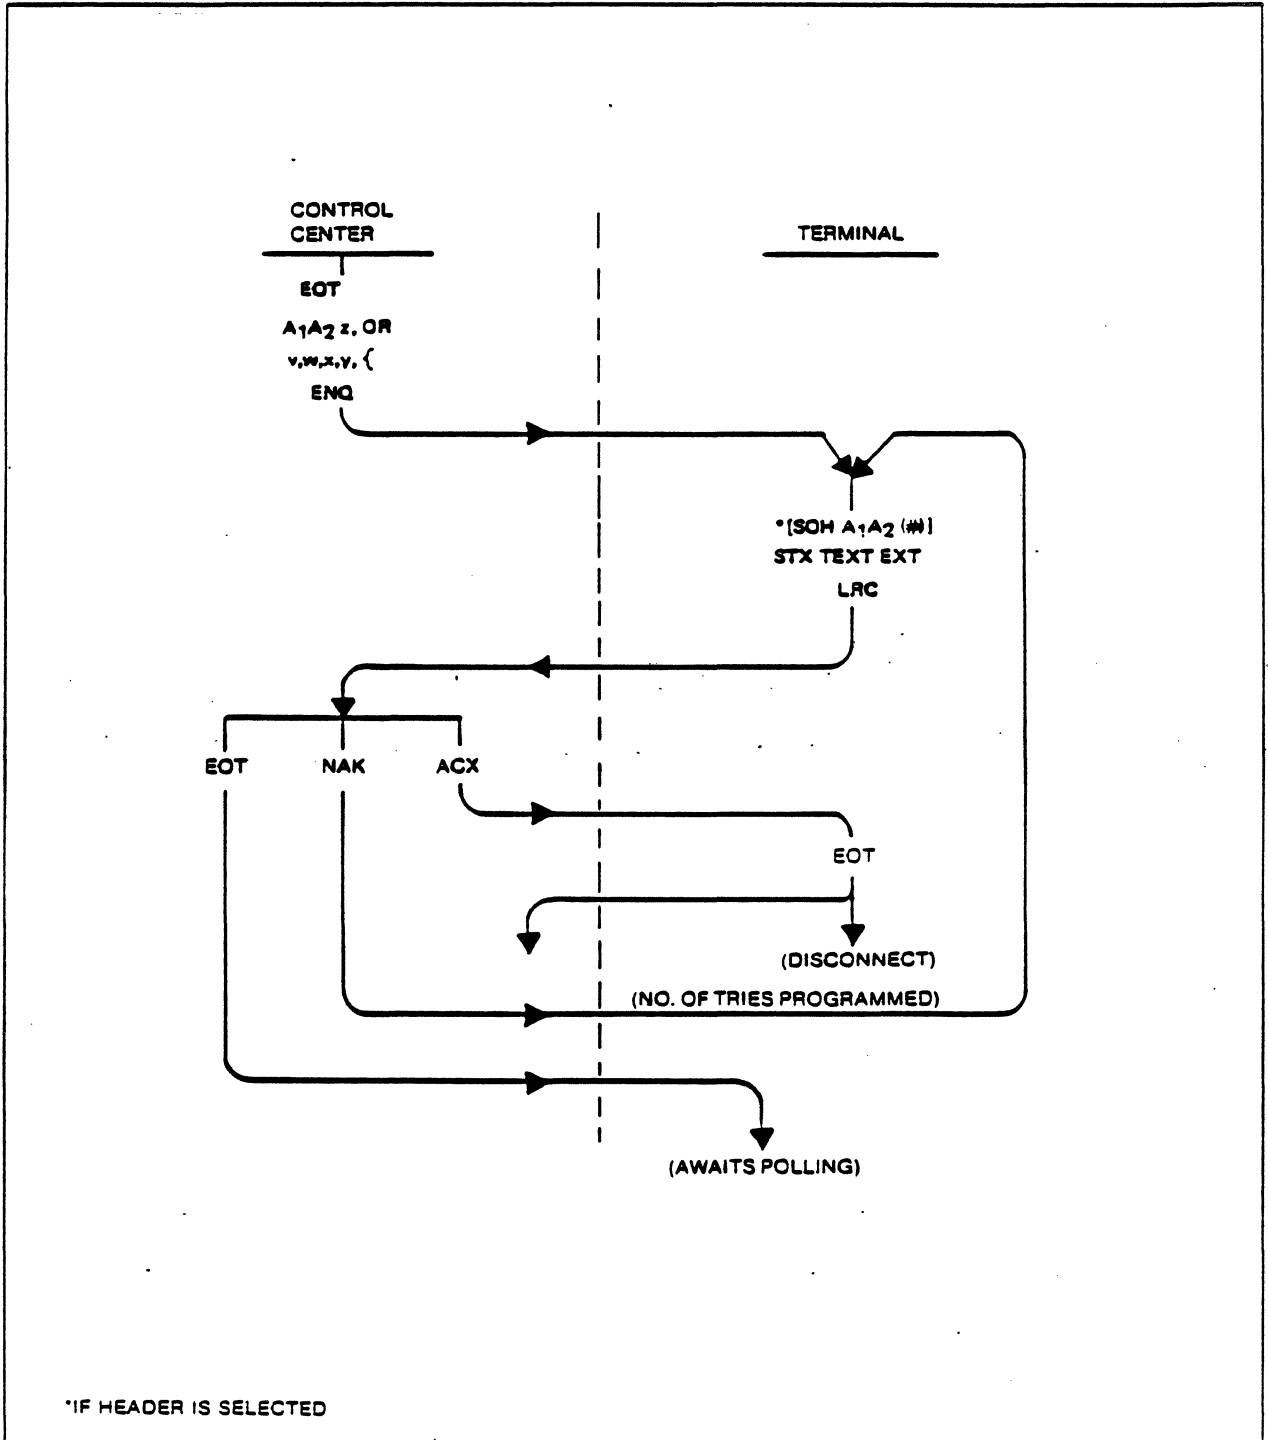 CONTROL
CENTER
TERMINAL
EOT
A1A2 z, OR
v,w,x,y, {
ENQ
*[SOH A1A2 (#)]
STX TEXT EXT
LRC
EOT NAK ACX
EOT
(DISCONNECT)
(NO. OF TRIES PROGRAMMED)
(AWAITS POLLING)
*IF HEADER IS SELECTED